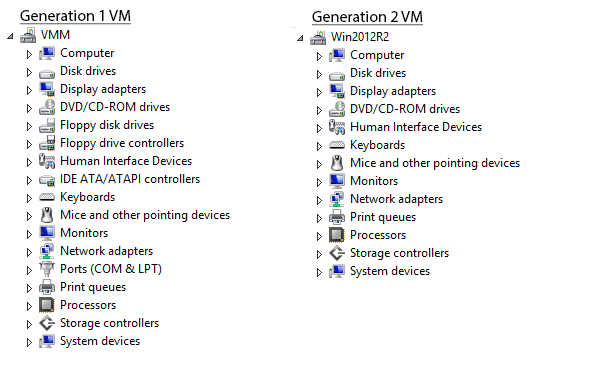 Generation 1 VM
VMM
Computer
Disk drives
Display adapters
DVD/CD-ROM drives
Floppy disk drives
Floppy drive controllers
Human Interface Devices
IDE ATA/ATAPI controllers
Keyboards
Mice and other pointing devices
Monitors
Network adapters
Ports (COM & LPT)
Print queues
Processors
Storage controllers
System devices
Generation 2 VM
Win2012R2
Computer
Disk drives
Display adapters
DVD/CD-ROM drives
Human Interface Devices
Keyboards
Mice and other pointing devices
Monitors
Network adapters
Print queues
Processors
Storage controllers
System devices